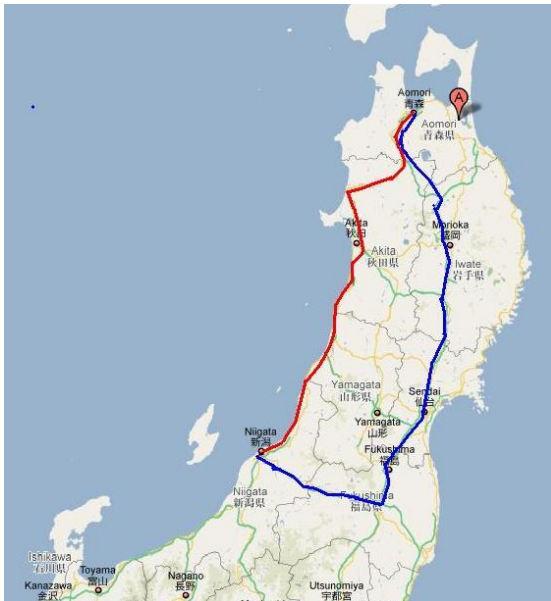 Aomori
青森
A
Aomori
青森県
Morioka
盛岡
Akita
秋田
Akita
秋田県
Iwate
岩手県
Yamagata
山形県
Sendai
仙台
Yamagata
山形
Niigata
新潟
Fukushima
福島
Niigata
新潟県
Fukushima
福島県
Ishikawa
石川県
Toyama
富山
Nagano
長野
Kanazawa
金沢
Utsunomiya
宇都宮